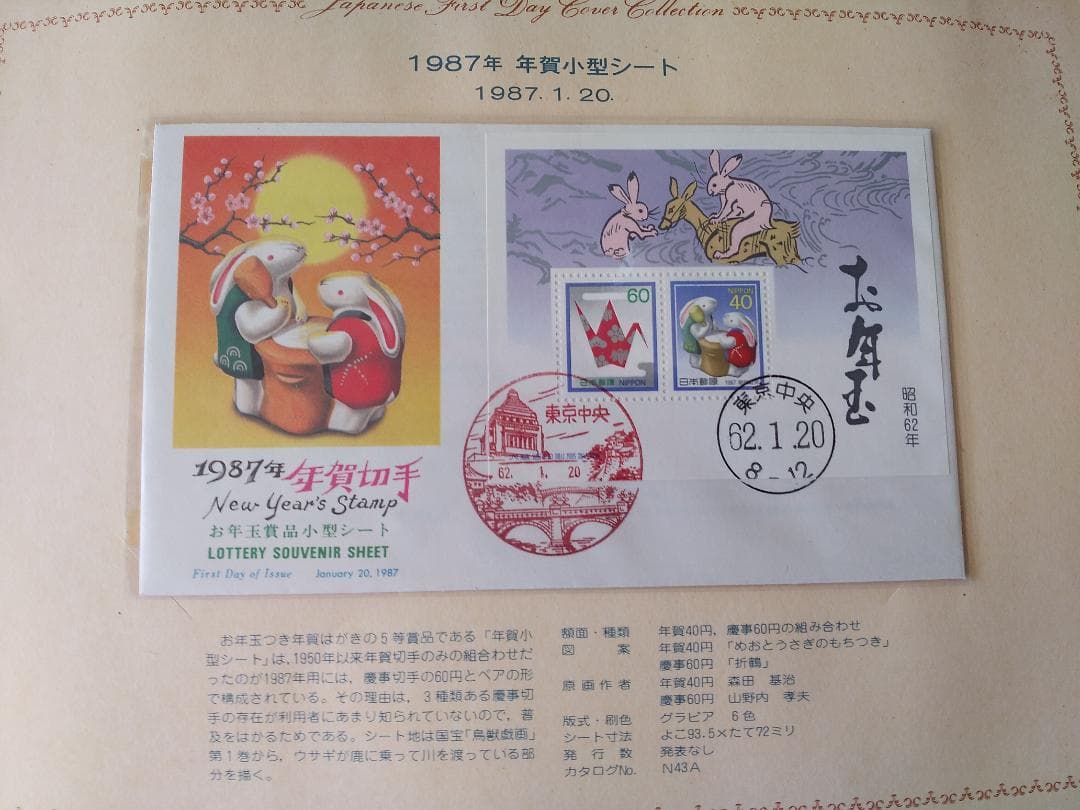 Japanese First Day Cover Collection
1987年 年賀小型シート
1987.1.20.
お年玉
昭和62年
60
日本郵便 NIPPON
NIPPON
40
日本郵便 1987
東京中央
62. 1. 20
東京中央
62.1.20
8-12
1987年 年賀切手
New Year's Stamp
お年玉賞品小型シート
LOTTERY SOUVENIR SHEET
First Day of Issue January 20, 1987
お年玉つき年賀はがきの5等賞品である「年賀小
型シート」は、1950年以来年賀切手のみの組合わせだ
ったのが1987年用には、慶事切手の60円とペアの形
で構成されている。その理由は、3種類ある慶事切
手の存在が利用者にあまり知られていないので、普
及をはかるためである。シート地は国宝「鳥獣戯画」
第1巻から、ウサギが鹿に乗って川を渡っている部
分を描く。
額面・種類 年賀40円，慶事60円の組み合わせ
図案 年賀40円「めおとうさぎのもちつき」
慶事60円「折鶴」
原画作者 年賀40円 森田 基治
慶事60円 山野内 孝夫
版式・刷色 グラビア 6色
シート寸法 よこ93.5×たて72ミリ
発行数 発表なし
カタログNo. N43A